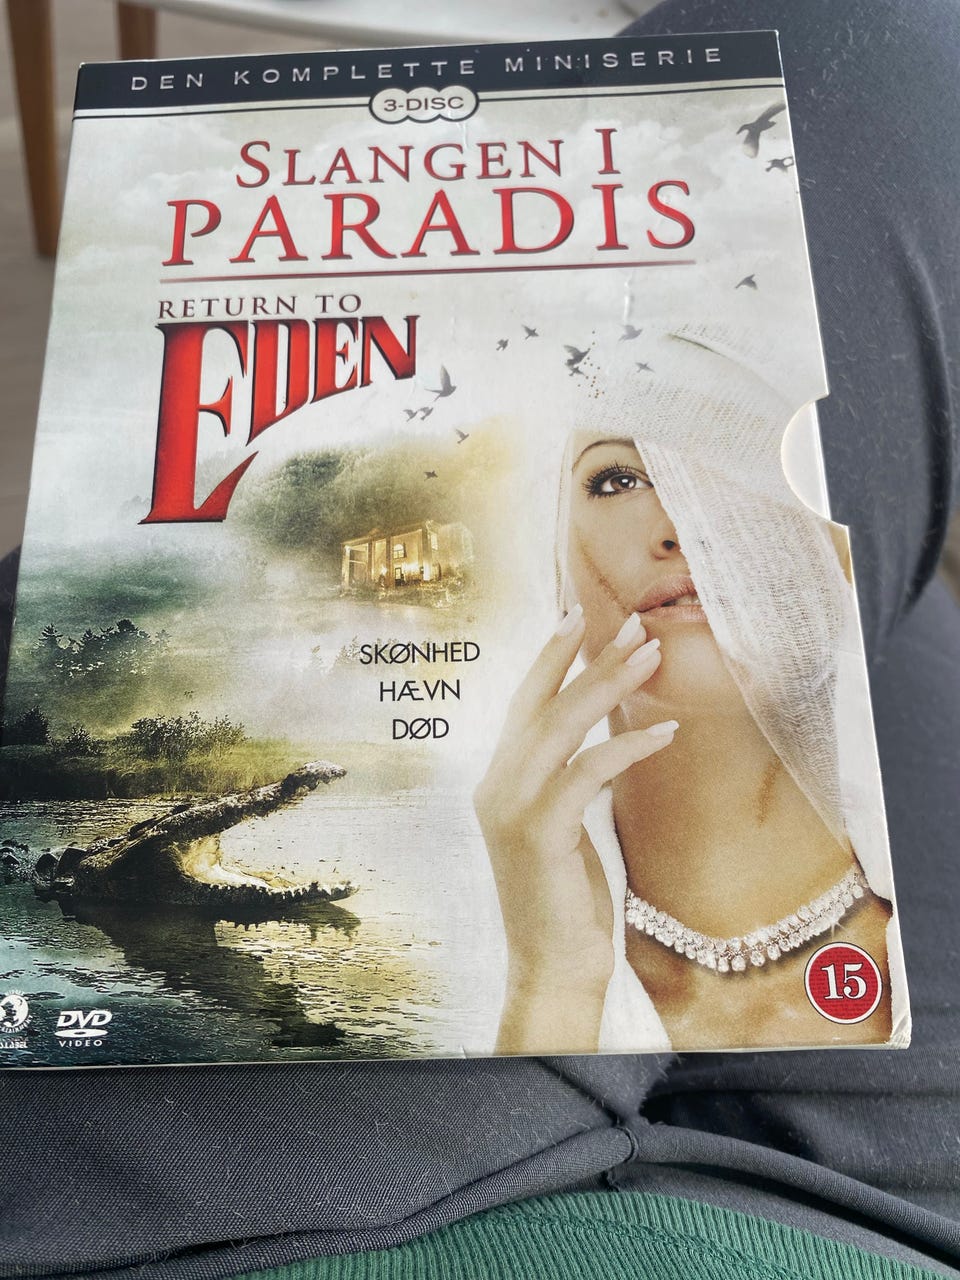 DEN KOMPLETTE MINISERIE
3-DISC
SLANGEN I
PARADIS
RETURN TO
EDEN
SKØNHED
HÆVN
DØD
15
DVD
VIDEO